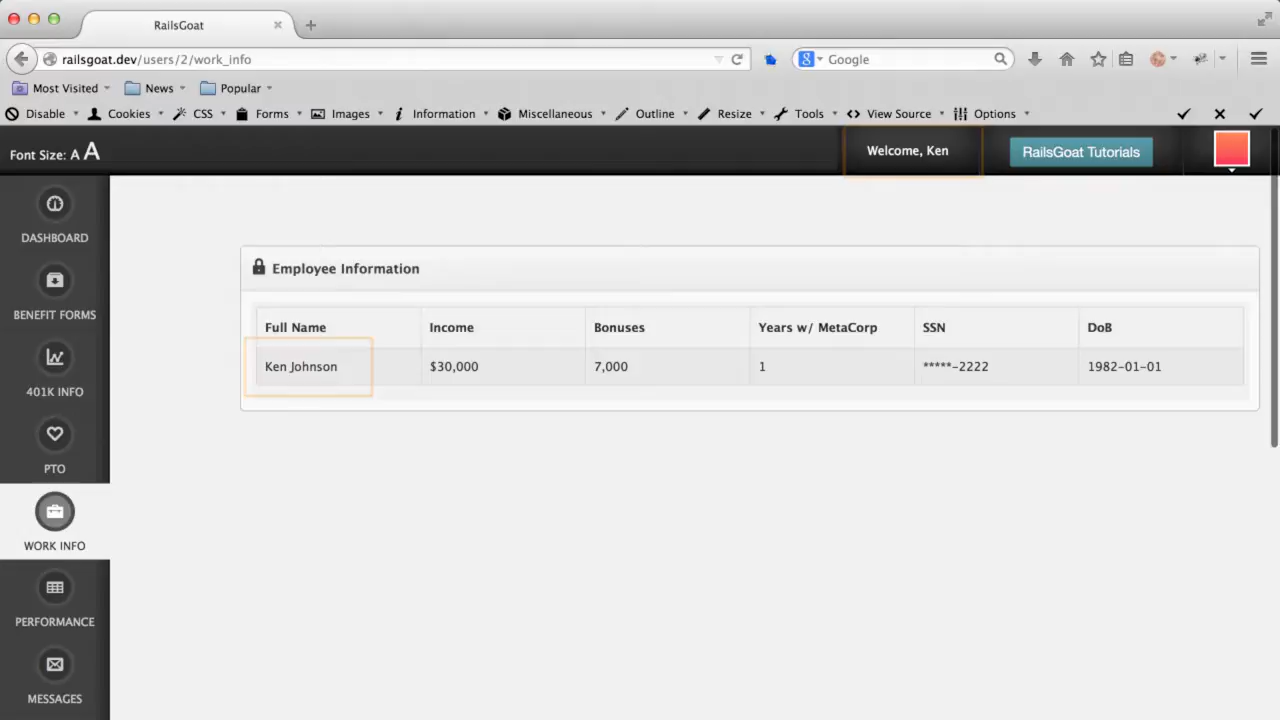 RailsGoat
railsgoat.dev/users/2/work_info
Google
Most Visited News Popular
Disable Cookies CSS Forms Images Information Miscellaneous Outline Resize Tools View Source Options
Font Size: A A
Welcome, Ken
RailsGoat Tutorials
DASHBOARD
BENEFIT FORMS
401K INFO
PTO
WORK INFO
PERFORMANCE
MESSAGES
Employee Information
Full Name Income Bonuses Years w/ MetaCorp SSN DoB
Ken Johnson $30,000 7,000 1 *****-2222 1982-01-01